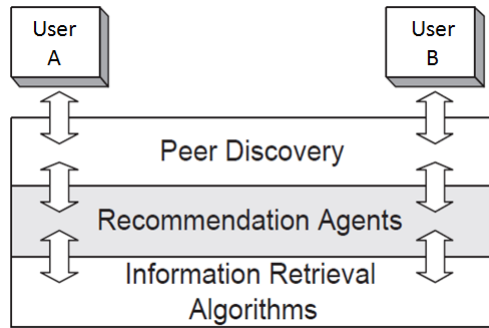 User
A
User
B
Peer Discovery
Recommendation Agents
Information Retrieval
Algorithms